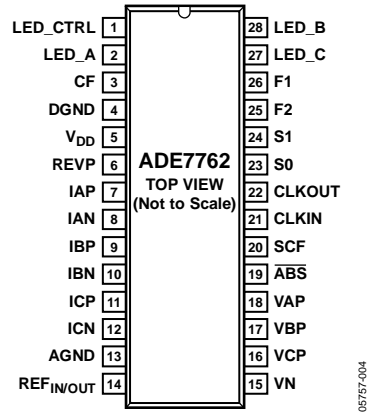 LED_CTRL 1 28 LED_B
LED_A 2 27 LED_C
CF 3 26 F1
DGND 4 25 F2
VDD 5 24 S1
REVP 6 23 S0
ADE7762
TOP VIEW
(Not to Scale)
IAP 7 22 CLKOUT
IAN 8 21 CLKIN
IBP 9 20 SCF
IBN 10 19 A̅B̅S̅
ICP 11 18 VAP
ICN 12 17 VBP
AGND 13 16 VCP
REFIN/OUT 14 15 VN
05757-004